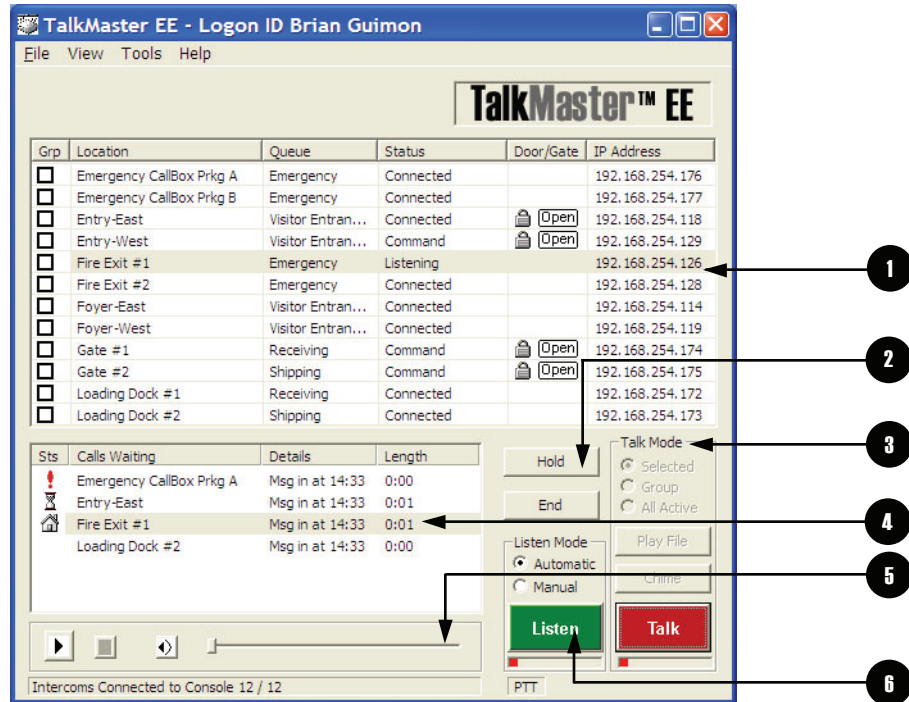 TalkMaster EE - Logon ID Brian Guimon
File View Tools Help
TalkMaster™ EE
Grp Location Queue Status Door/Gate IP Address
Emergency CallBox Prkg A Emergency Connected 192.168.254.176
Emergency CallBox Prkg B Emergency Connected 192.168.254.177
Entry-East Visitor Entran... Connected Open 192.168.254.118
Entry-West Visitor Entran... Command Open 192.168.254.129
Fire Exit #1 Emergency Listening 192.168.254.126
Fire Exit #2 Emergency Connected 192.168.254.128
Foyer-East Visitor Entran... Connected 192.168.254.114
Foyer-West Visitor Entran... Connected 192.168.254.119
Gate #1 Receiving Command Open 192.168.254.174
Gate #2 Shipping Command Open 192.168.254.175
Loading Dock #1 Receiving Connected 192.168.254.172
Loading Dock #2 Shipping Connected 192.168.254.173
1
2
3
4
5
6
Sts Calls Waiting Details Length
Emergency CallBox Prkg A Msg in at 14:33 0:00
Entry-East Msg in at 14:33 0:01
Fire Exit #1 Msg in at 14:33 0:01
Loading Dock #2 Msg in at 14:33 0:00
Hold
End
Listen Mode
Automatic
Manual
Listen
Talk Mode
Selected
Group
All Active
Play File
Chime
Talk
Intercoms Connected to Console 12 / 12
PTT